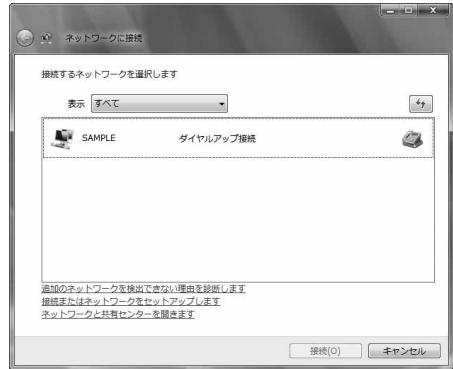 ネットワークに接続
接続するネットワークを選択します
表示 すべて
SAMPLE ダイヤルアップ接続
追加のネットワークを検出できない理由を診断します
接続またはネットワークをセットアップします
ネットワークと共有センターを開きます
接続(O) キャンセル